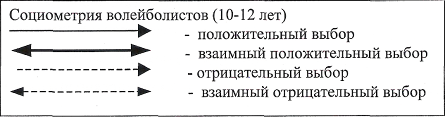 Социометрия волейболистов (10-12 лет)
- положительный выбор
- взаимный положительный выбор
- отрицательный выбор
- взаимный отрицательный выбор